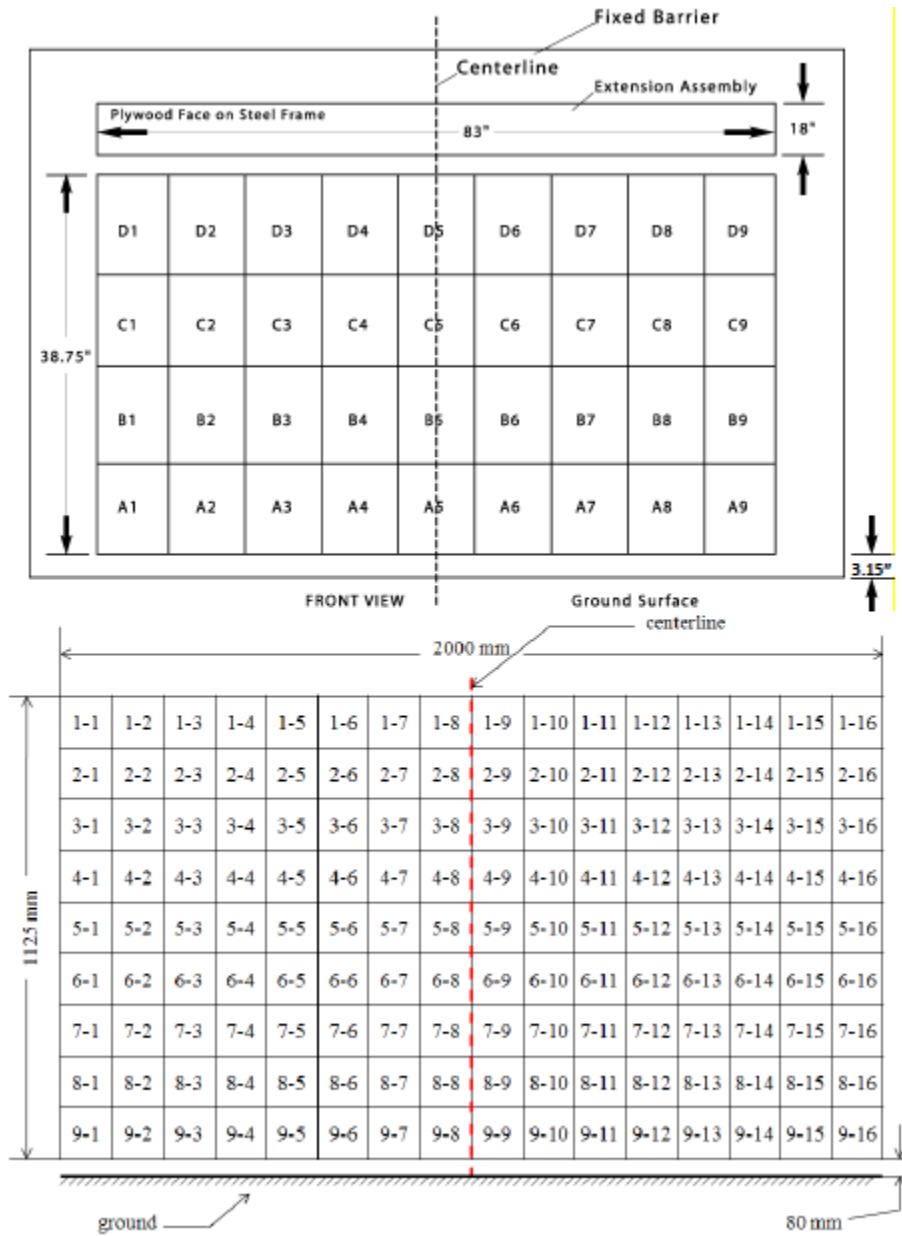 Fixed Barrier
Centerline
Extension Assembly
Plywood Face on Steel Frame
83"
18"
D1 D2 D3 D4 D5 D6 D7 D8 D9
C1 C2 C3 C4 C5 C6 C7 C8 C9
38.75"
B1 B2 B3 B4 B5 B6 B7 B8 B9
A1 A2 A3 A4 A5 A6 A7 A8 A9
3.15"
FRONT VIEW Ground Surface
centerline
2000 mm
1-1 1-2 1-3 1-4 1-5 1-6 1-7 1-8 1-9 1-10 1-11 1-12 1-13 1-14 1-15 1-16
2-1 2-2 2-3 2-4 2-5 2-6 2-7 2-8 2-9 2-10 2-11 2-12 2-13 2-14 2-15 2-16
3-1 3-2 3-3 3-4 3-5 3-6 3-7 3-8 3-9 3-10 3-11 3-12 3-13 3-14 3-15 3-16
4-1 4-2 4-3 4-4 4-5 4-6 4-7 4-8 4-9 4-10 4-11 4-12 4-13 4-14 4-15 4-16
1125 mm
5-1 5-2 5-3 5-4 5-5 5-6 5-7 5-8 5-9 5-10 5-11 5-12 5-13 5-14 5-15 5-16
6-1 6-2 6-3 6-4 6-5 6-6 6-7 6-8 6-9 6-10 6-11 6-12 6-13 6-14 6-15 6-16
7-1 7-2 7-3 7-4 7-5 7-6 7-7 7-8 7-9 7-10 7-11 7-12 7-13 7-14 7-15 7-16
8-1 8-2 8-3 8-4 8-5 8-6 8-7 8-8 8-9 8-10 8-11 8-12 8-13 8-14 8-15 8-16
9-1 9-2 9-3 9-4 9-5 9-6 9-7 9-8 9-9 9-10 9-11 9-12 9-13 9-14 9-15 9-16
ground 80 mm